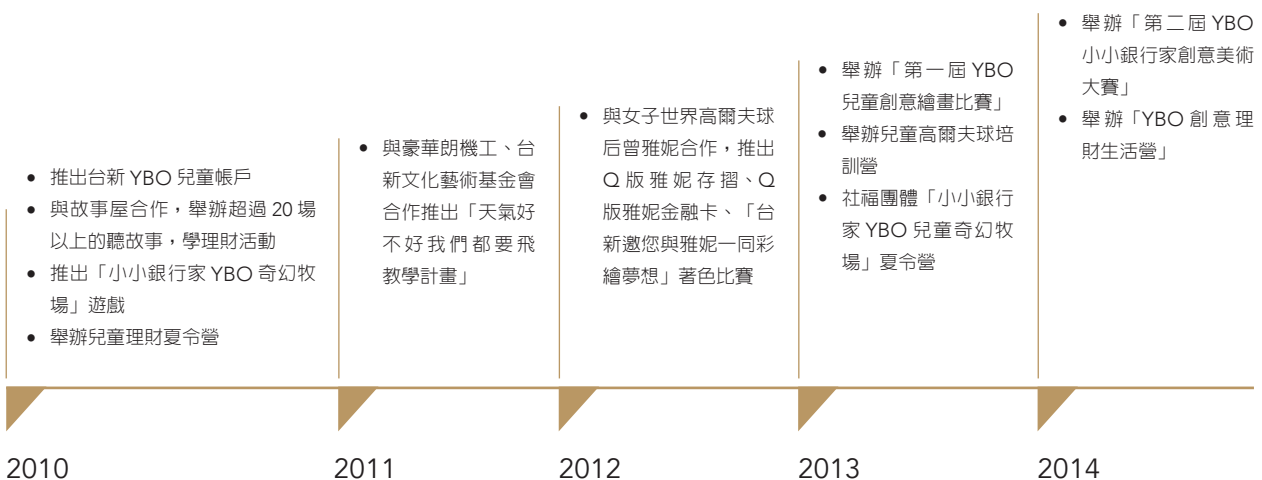 • 推出台新 YBO 兒童帳戶
• 與故事屋合作，舉辦超過 20 場
以上的聽故事，學理財活動
• 推出「小小銀行家 YBO 奇幻牧
場」遊戲
• 舉辦兒童理財夏令營
2010
• 與豪華朗機工、台
新文化藝術基金會
合作推出「天氣好
不好我們都要飛
教學計畫」
2011
• 與女子世界高爾夫球
后曾雅妮合作，推出
Q 版雅妮存摺、Q
版雅妮金融卡、「台
新邀您與雅妮一同彩
繪夢想」著色比賽
2012
• 舉辦「第一屆 YBO
兒童創意繪畫比賽」
• 舉辦兒童高爾夫球培
訓營
• 社福團體「小小銀行
家 YBO 兒童奇幻牧
場」夏令營
2013
• 舉辦「第二屆 YBO
小小銀行家創意美術
大賽」
• 舉辦「YBO 創意理
財生活營」
2014